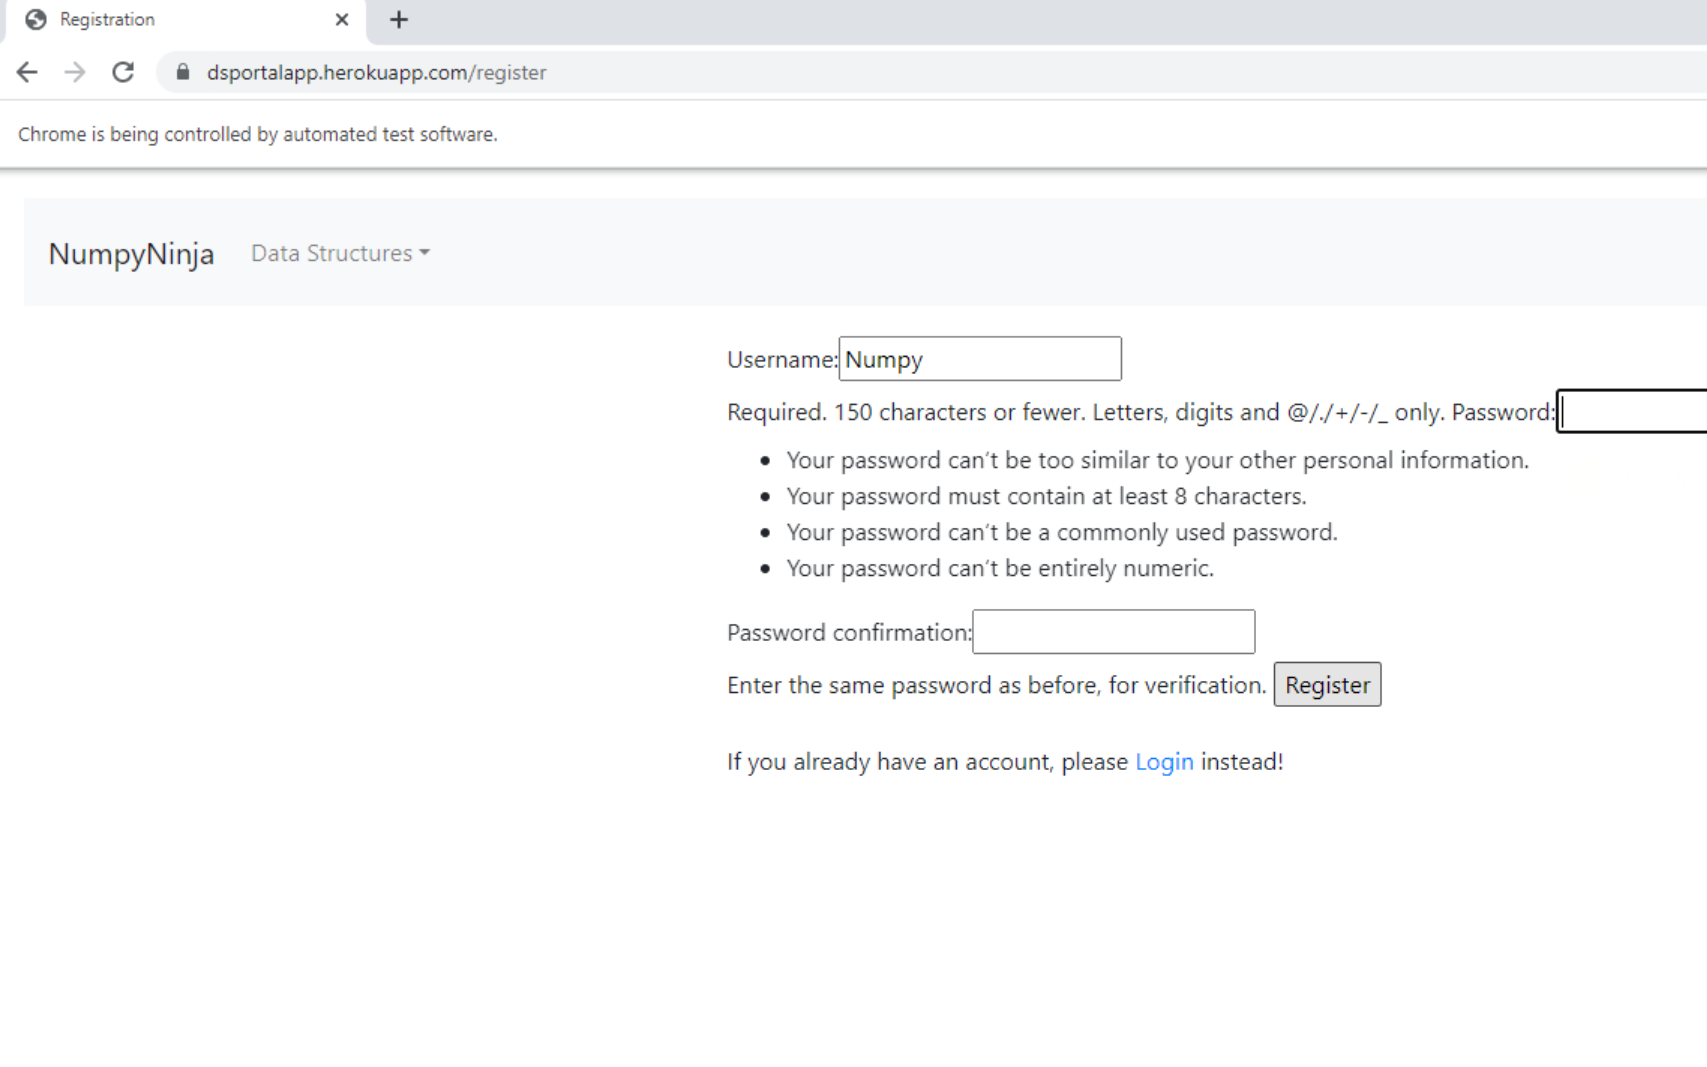 Registration
dsportalapp.herokuapp.com/register
Chrome is being controlled by automated test software.
NumpyNinja Data Structures
Username: Numpy
Required. 150 characters or fewer. Letters, digits and @/./+/-/_ only. Password:
• Your password can't be too similar to your other personal information.
• Your password must contain at least 8 characters.
• Your password can't be a commonly used password.
• Your password can't be entirely numeric.
Password confirmation:
Enter the same password as before, for verification. Register
If you already have an account, please Login instead!